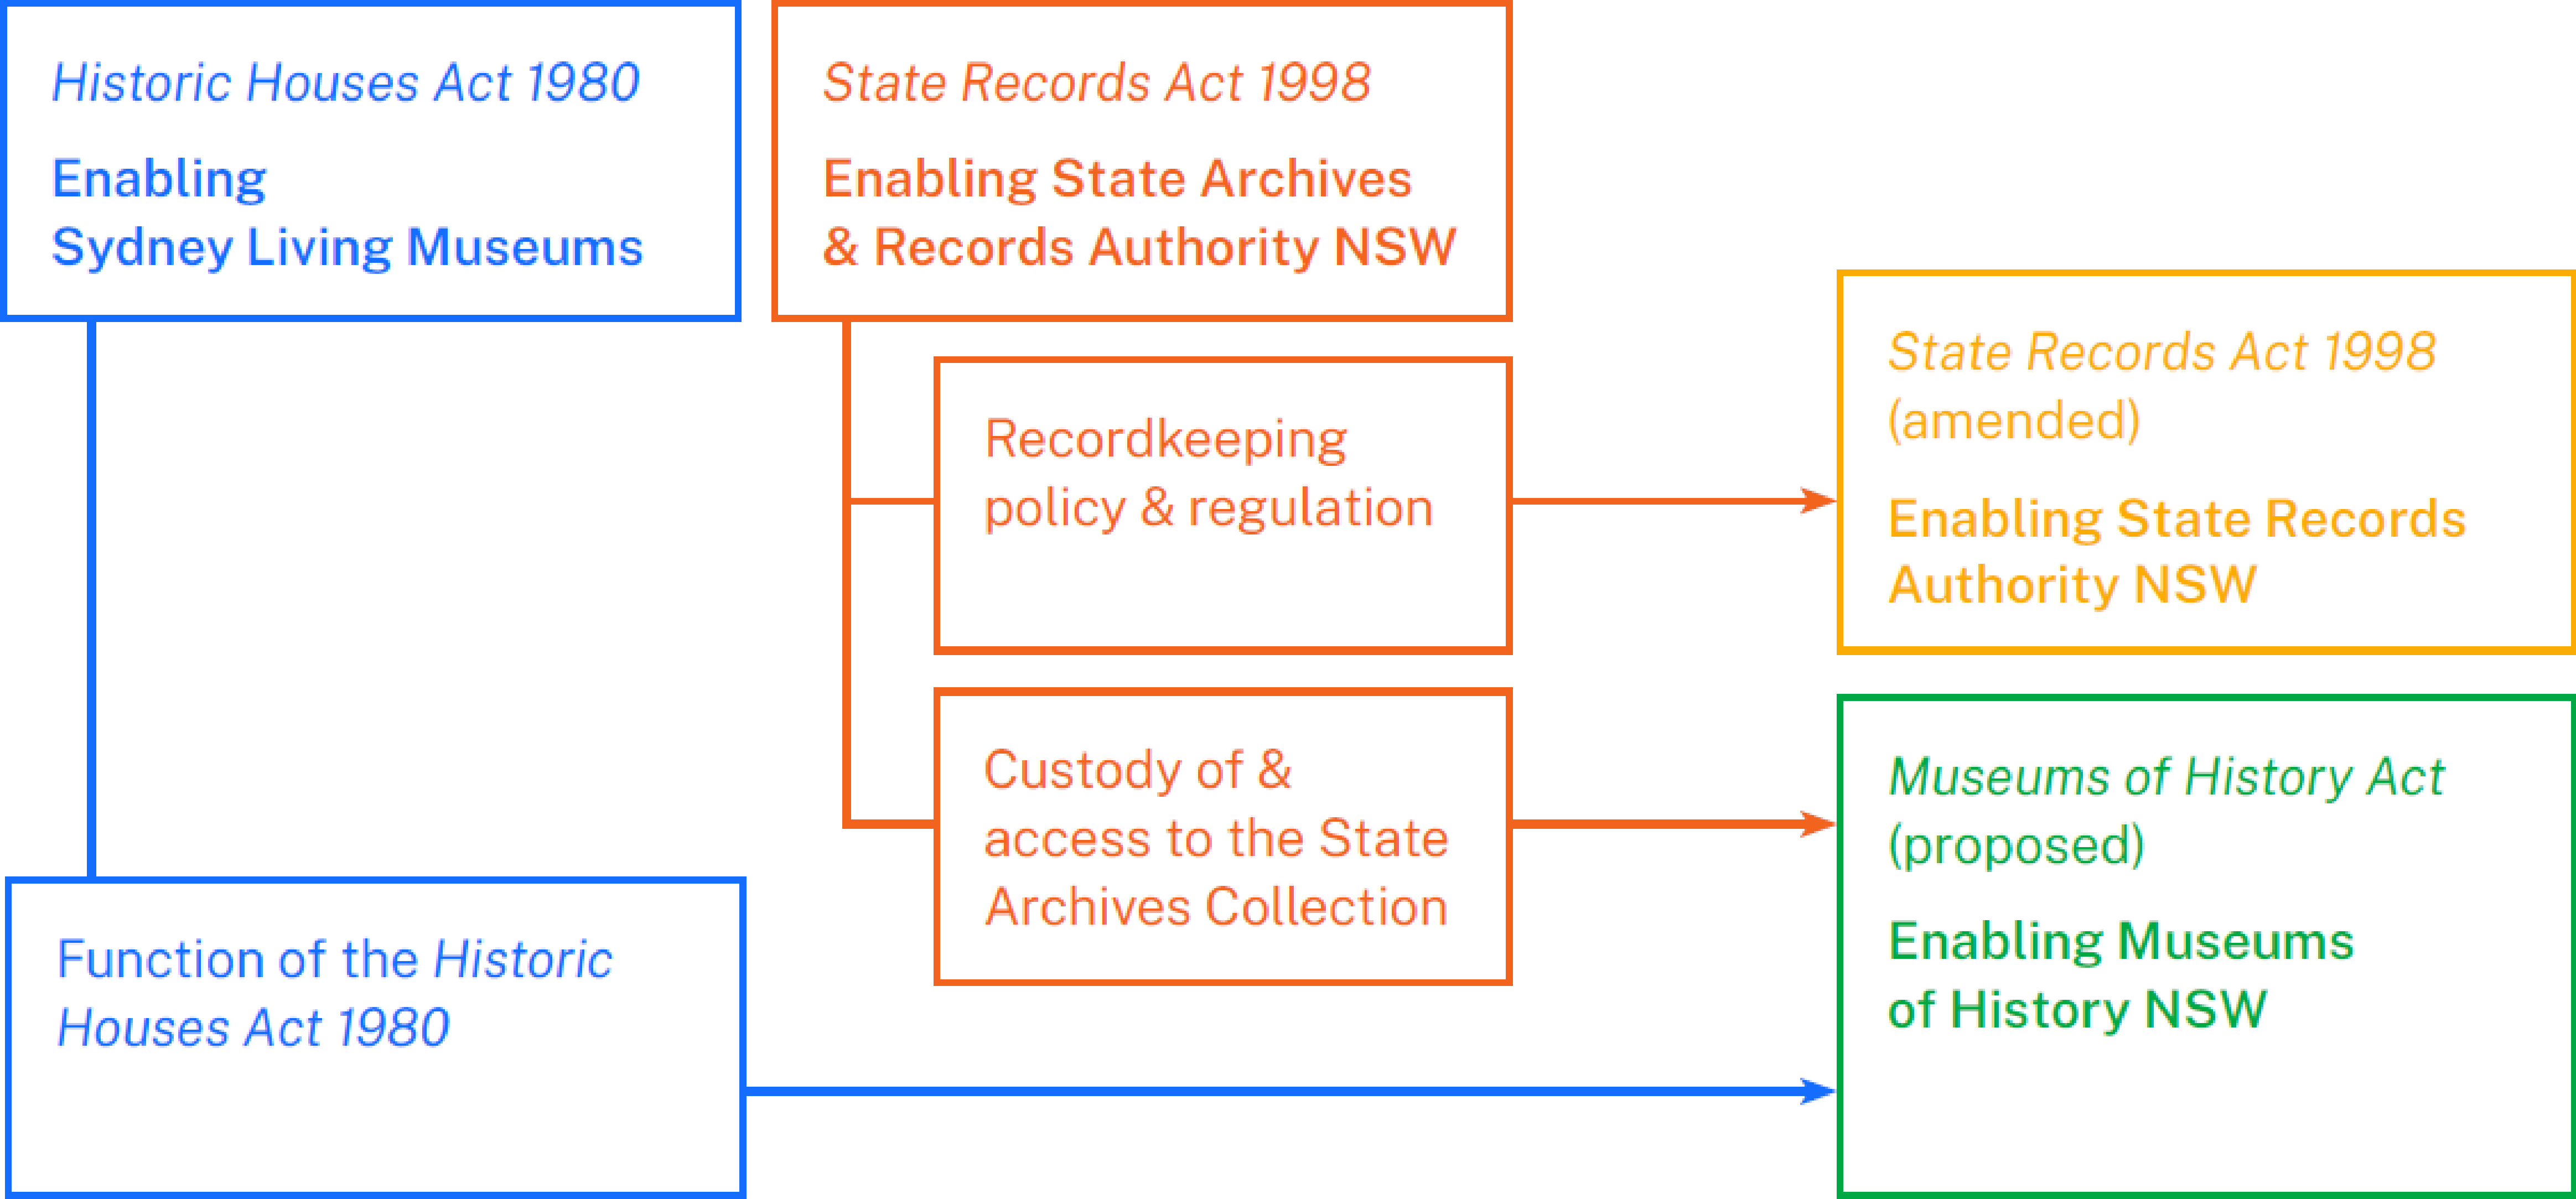 Historic Houses Act 1980
Enabling
Sydney Living Museums
State Records Act 1998
Enabling State Archives
& Records Authority NSW
Recordkeeping
policy & regulation
State Records Act 1998
(amended)
Enabling State Records
Authority NSW
Custody of &
access to the State
Archives Collection
Museums of History Act
(proposed)
Enabling Museums
of History NSW
Function of the Historic
Houses Act 1980